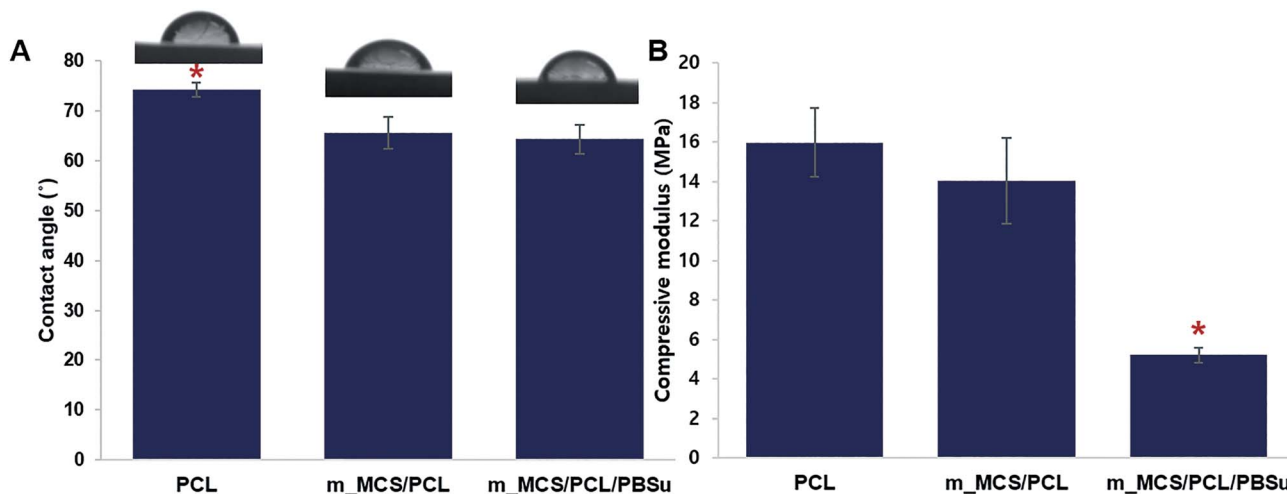 A
80
70
60
50
40
30
20
10
0
Contact angle (˚)
*
PCL
m_MCS/PCL
m_MCS/PCL/PBSu
B
20
18
16
14
12
10
8
6
4
2
0
Compressive modulus (MPa)
*
PCL
m_MCS/PCL
m_MCS/PCL/PBSu